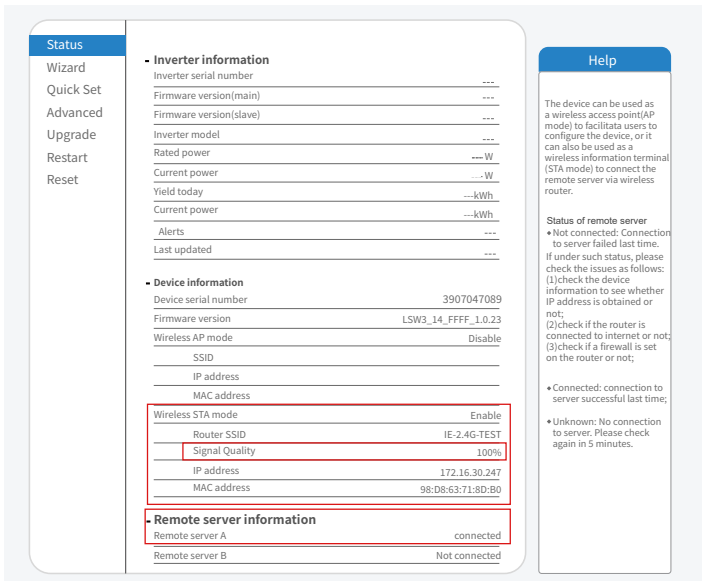 Status
Wizard
Quick Set
Advanced
Upgrade
Restart
Reset
- Inverter information
Inverter serial number ---
Firmware version(main) ---
Firmware version(slave) ---
Inverter model ---
Rated power --- W
Current power --- W
Yield today ---kWh
Current power ---kWh
Alerts ---
Last updated ---
- Device information
Device serial number 3907047089
Firmware version LSW3_14_FFFF_1.0.23
Wireless AP mode Disable
SSID
IP address
MAC address
Wireless STA mode Enable
Router SSID IE-2.4G-TEST
Signal Quality 100%
IP address 172.16.30.247
MAC address 98:D8:63:71:8D:B0
- Remote server information
Remote server A connected
Remote server B Not connected
Help
The device can be used as
a wireless access point(AP
mode) to facilitata users to
configure the device, or it
can also be used as a
wireless information terminal
(STA mode) to connect the
remote server via wireless
router.
Status of remote server
◆Not connected: Connection
to server failed last time.
If under such status, please
check the issues as follows:
(1)check the device
information to see whether
IP address is obtained or
not;
(2)check if the router is
connected to internet or not;
(3)check if a firewall is set
on the router or not;
◆Connected: connection to
server successful last time;
◆Unknown: No connection
to server. Please check
again in 5 minutes.